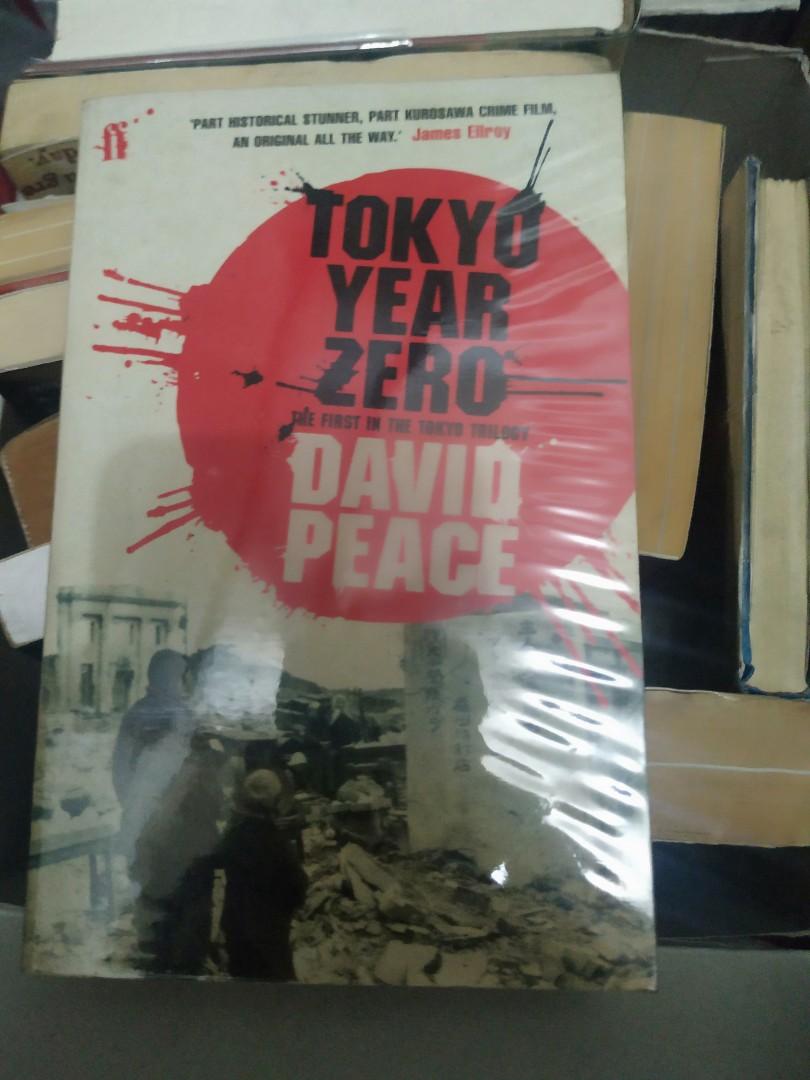 ff
'PART HISTORICAL STUNNER, PART KUROSAWA CRIME FILM,
AN ORIGINAL ALL THE WAY.' James Ellroy
TOKYO
YEAR
ZERO
THE FIRST IN THE TOKYO TRILOGY
DAVID
PEACE